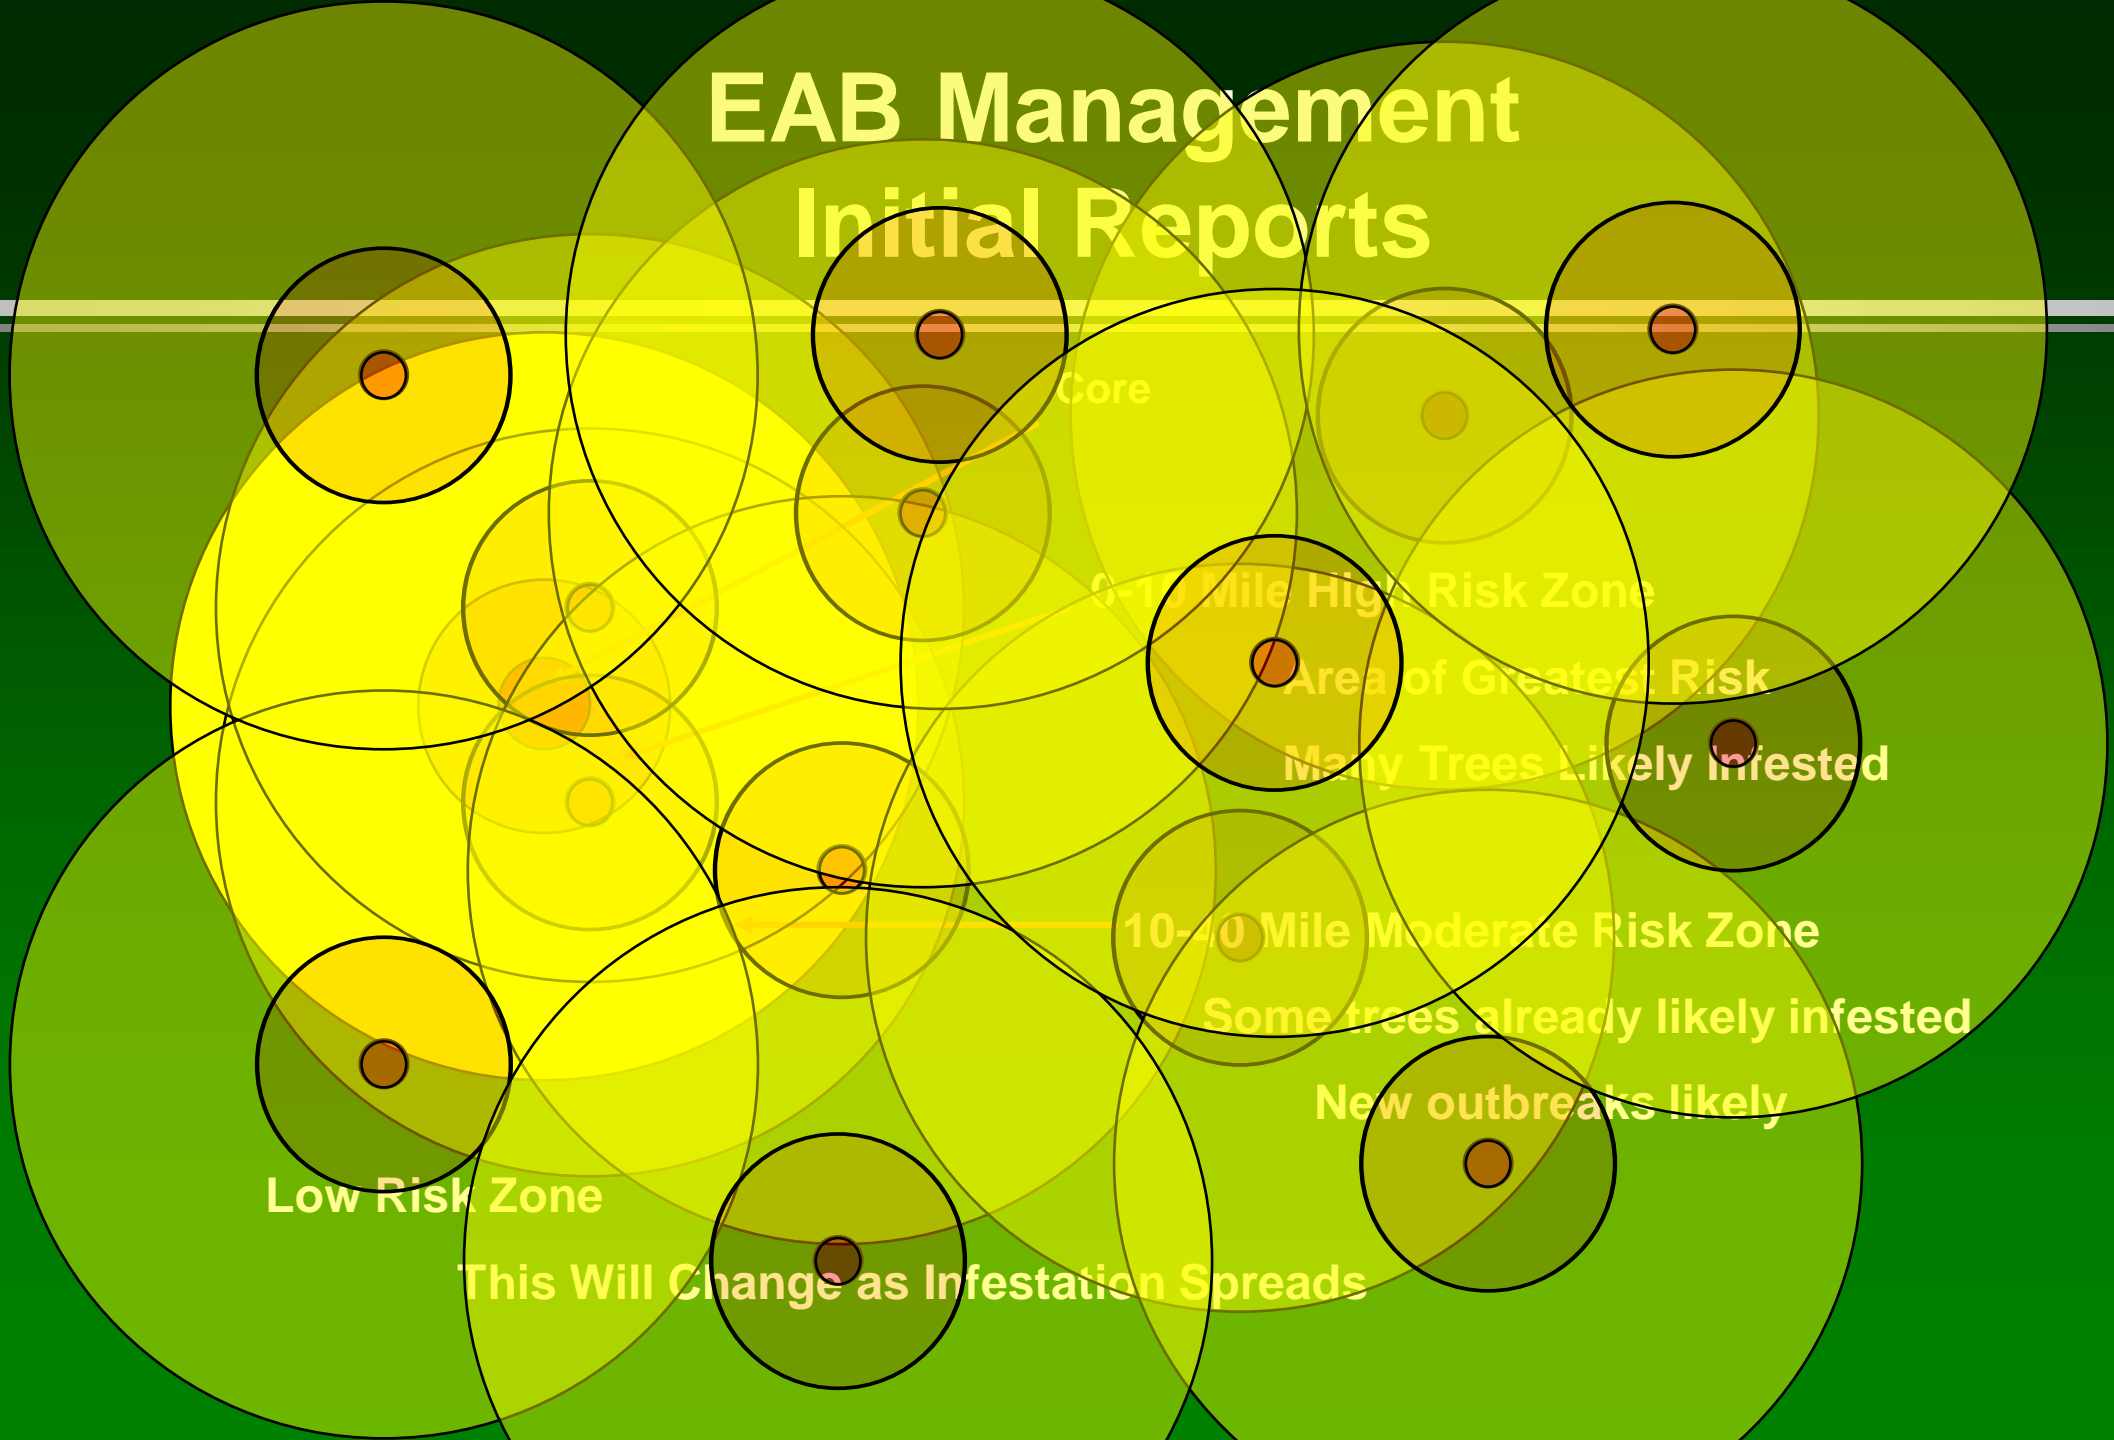 EAB Management
Initial Reports
Core
0-10 Mile High Risk Zone
Area of Greatest Risk
Many Trees Likely Infested
10-40 Mile Moderate Risk Zone
Some trees already likely infested
New outbreaks likely
Low Risk Zone
This Will Change as Infestation Spreads